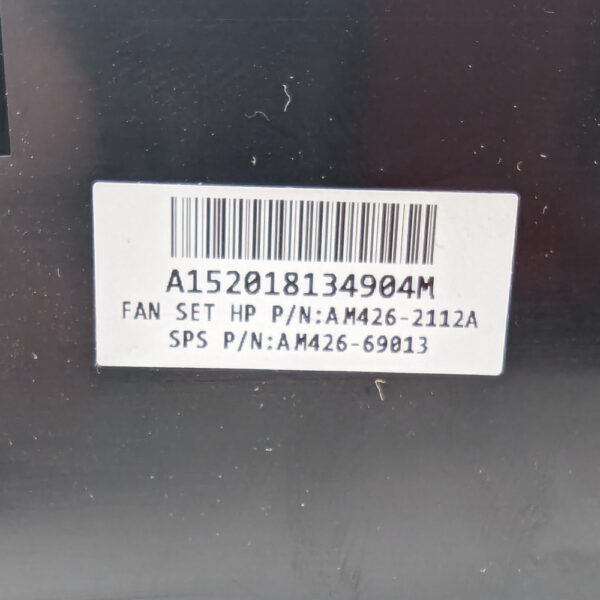 A152018134904M
FAN SET HP P/N:AM426-2112A
SPS P/N:AM426-69013